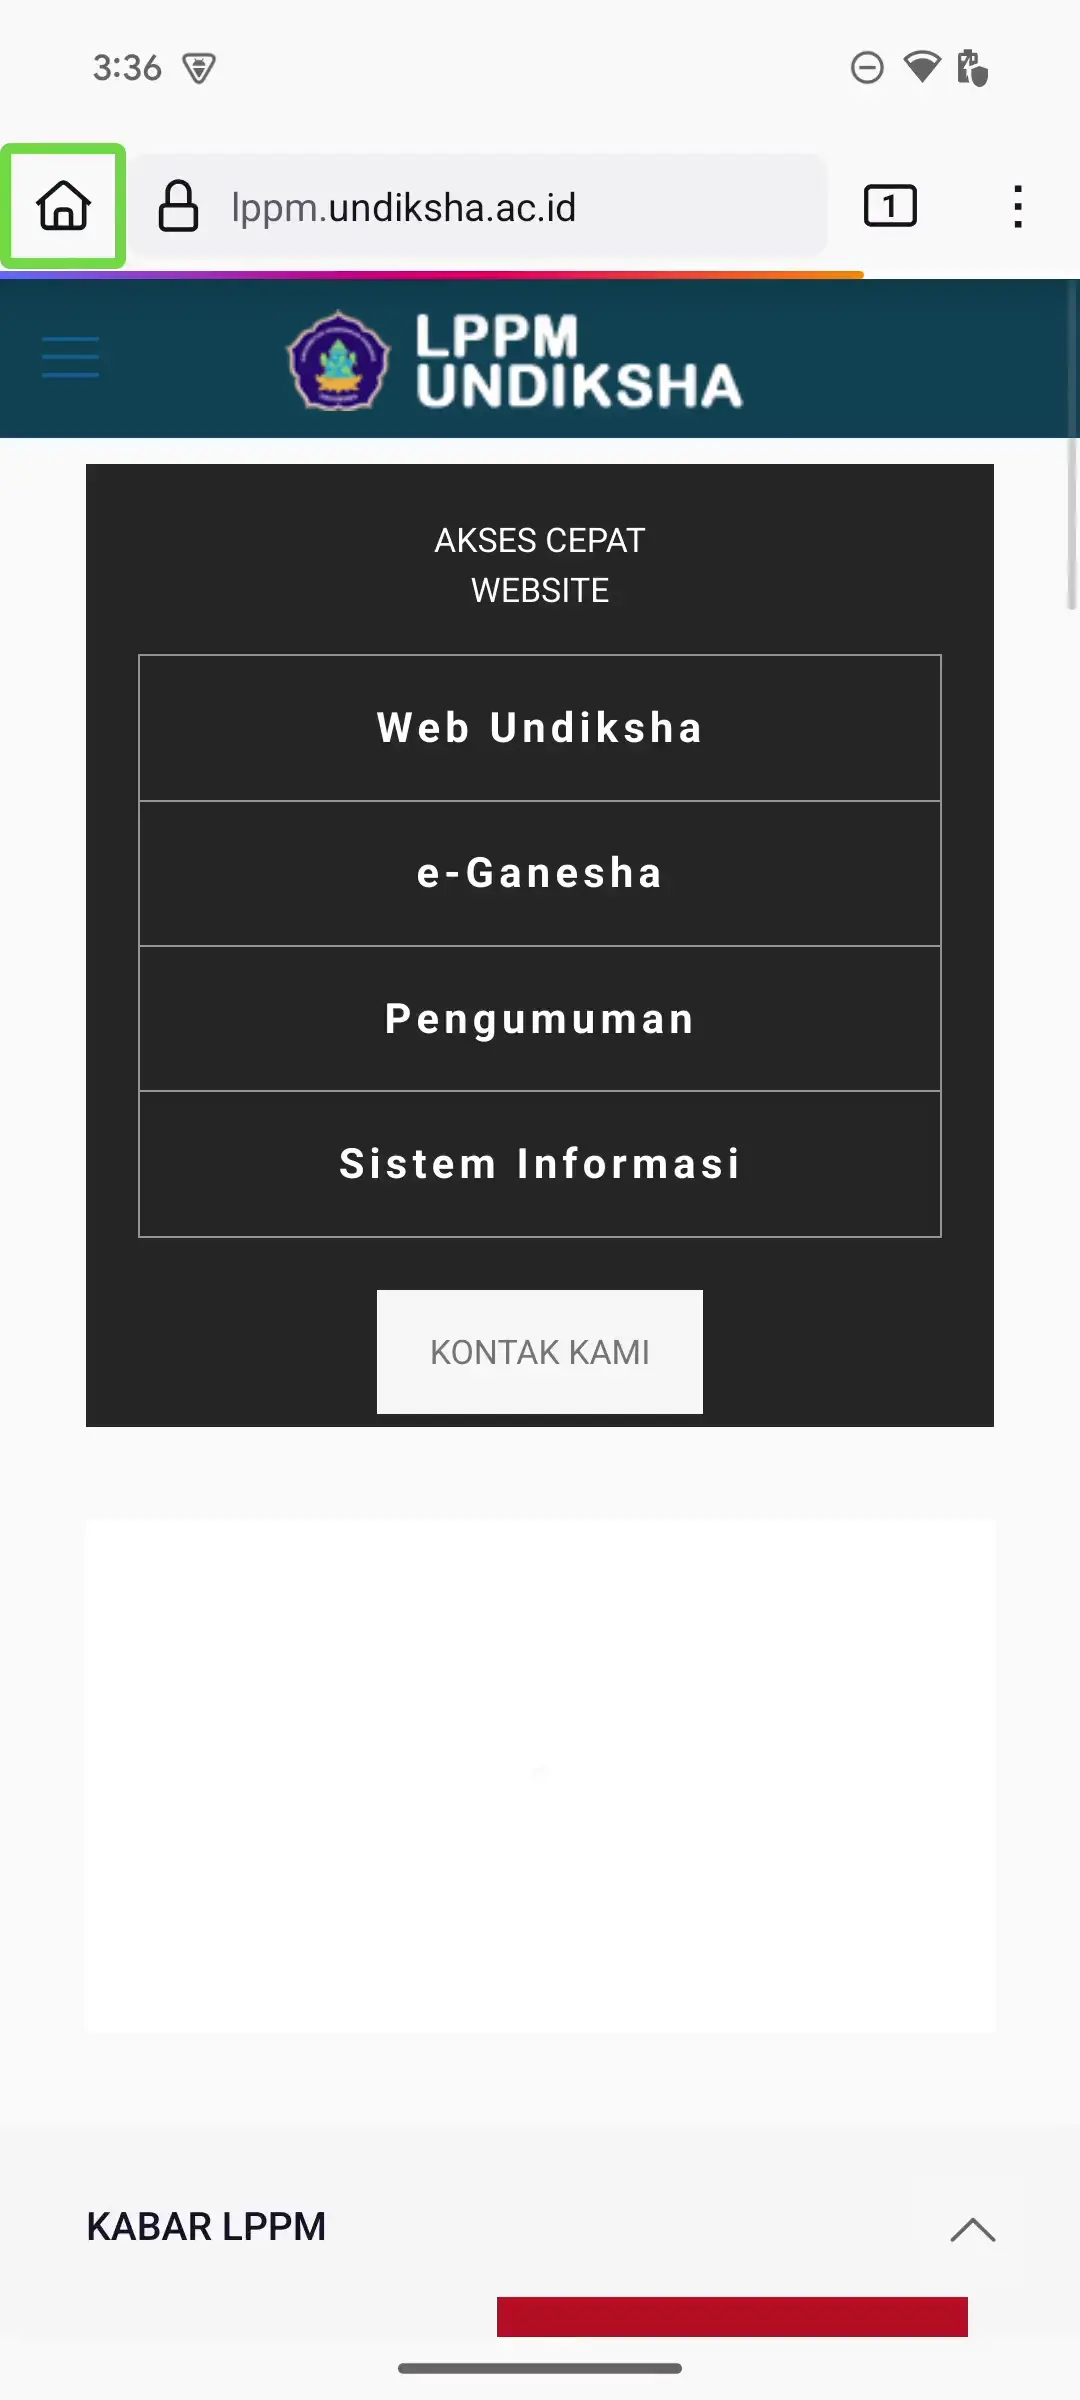 3:36
lppm.undiksha.ac.id
1
LPPM
UNDIKSHA
AKSES CEPAT
WEBSITE
Web Undiksha
e-Ganesha
Pengumuman
Sistem Informasi
KONTAK KAMI
KABAR LPPM